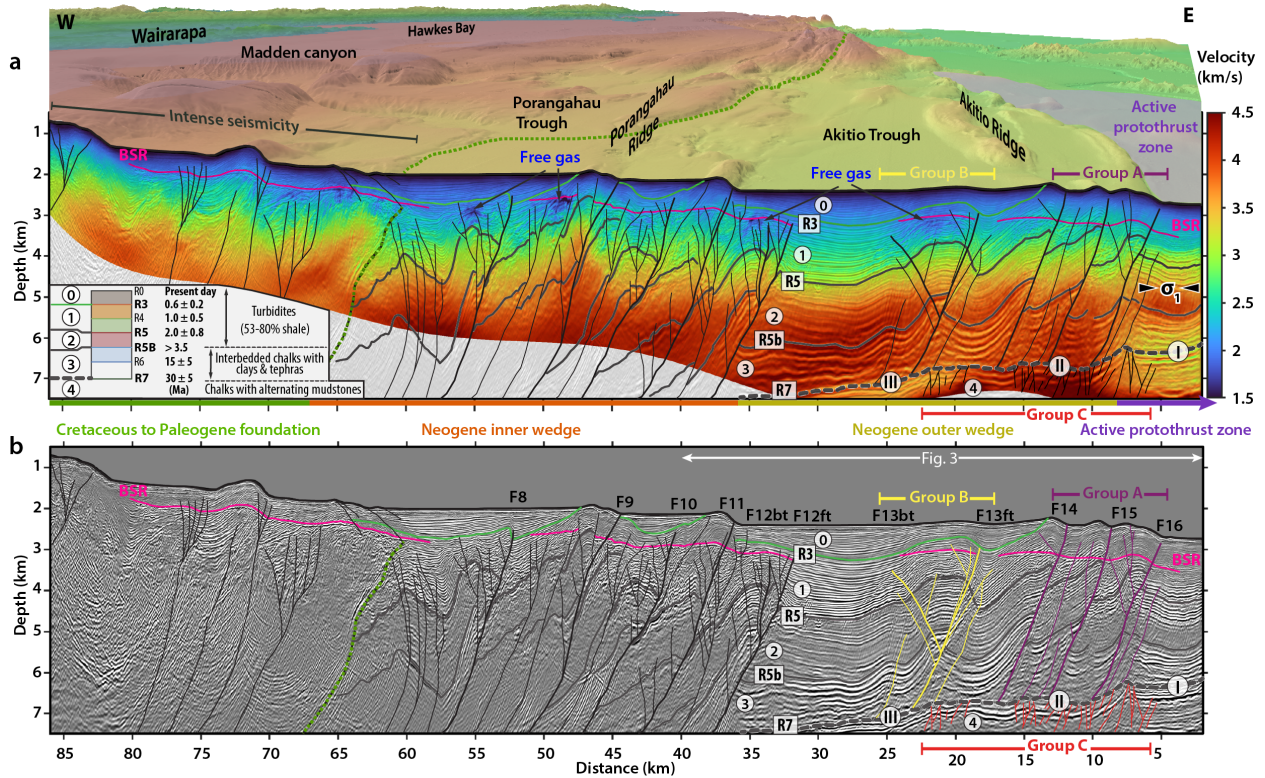 W
E
Wairarapa
Hawkes Bay
Madden canyon
Velocity
(km/s)
a
Porangahau
Trough
Porangahau
Ridge
Akitio Ridge
Akitio Trough
Active
protothrust
zone
Intense seismicity
BSR
Free gas
Free gas
Group B
Group A
4.5
4
3.5
3
2.5
2
1.5
Depth (km)
1
2
3
4
5
6
7
0
R3
1
R5
2
R5b
3
R7
4
III
II
I
BSR
σ1
0
1
2
3
4
R0 Present day
R3 0.6 ± 0.2
R4 1.0 ± 0.5
R5 2.0 ± 0.8
R5B > 3.5
R6 15 ± 5
R7 30 ± 5
(Ma)
Turbidites
(53-80% shale)
Interbedded chalks with
clays & tephras
Chalks with alternating mudstones
Group C
Cretaceous to Paleogene foundation
Neogene inner wedge
Neogene outer wedge
Active protothrust zone
b
Fig. 3
BSR
F8
F9
F10
F11
F12bt
F12ft
F13bt
F13ft
F14
F15
F16
Group B
Group A
Depth (km)
1
2
3
4
5
6
7
0
R3
1
R5
2
R5b
3
R7
4
III
II
I
BSR
85 80 75 70 65 60 55 50 45 40 35 30 25 20 15 10 5
Group C
Distance (km)